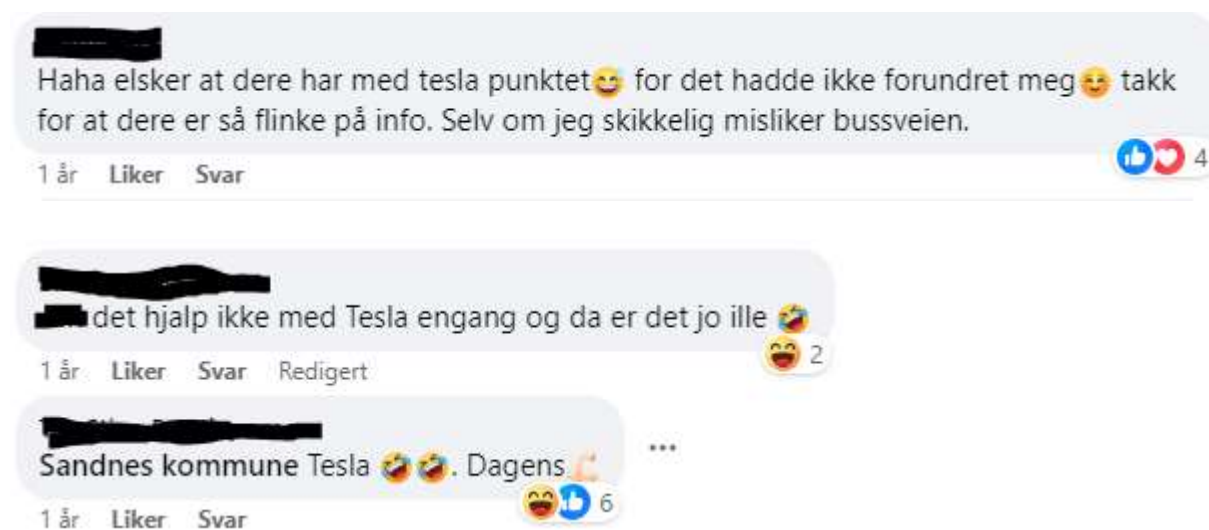 Haha elsker at dere har med tesla punktet😅 for det hadde ikke forundret meg☺️ takk
for at dere er så flinke på info. Selv om jeg skikkelig misliker bussveien.
4
1 år Liker Svar
det hjalp ikke med Tesla engang og da er det jo ille 🤣
2
1 år Liker Svar Redigert
Sandnes kommune Tesla 🤣🤣. Dagens💪🏻
6
1 år Liker Svar